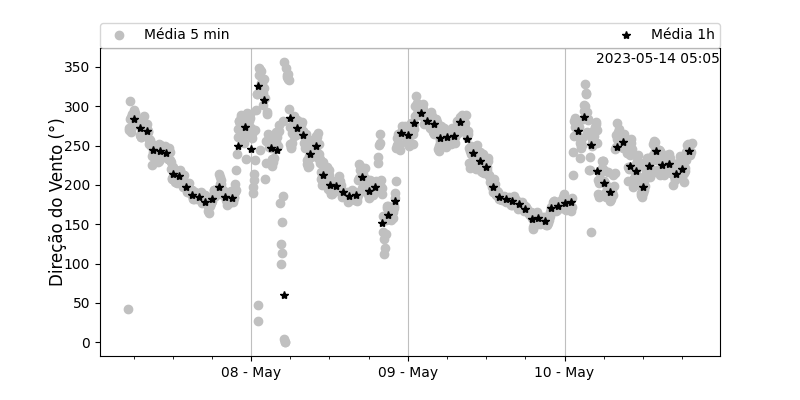 Média 5 min
Média 1h
2023-05-14 05:05
Direção do Vento (°)
350
300
250
200
150
100
50
0
08 - May
09 - May
10 - May